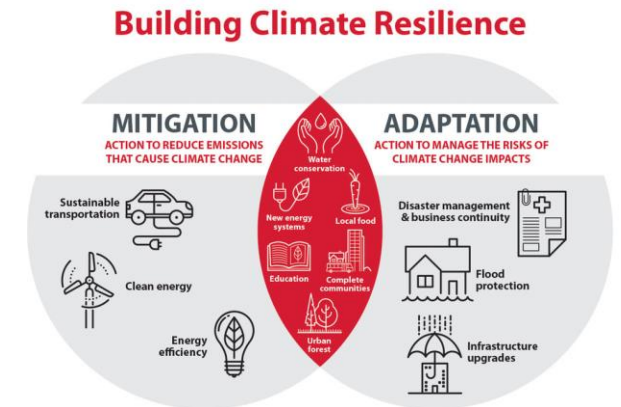 Building Climate Resilience
MITIGATION
ACTION TO REDUCE EMISSIONS
THAT CAUSE CLIMATE CHANGE
Sustainable
transportation
Clean energy
Energy
efficiency
Water
conservation
New energy
systems
Local food
Education
Complete
communities
Urban
forest
ADAPTATION
ACTION TO MANAGE THE RISKS OF
CLIMATE CHANGE IMPACTS
Disaster management
& business continuity
Flood
protection
Infrastructure
upgrades